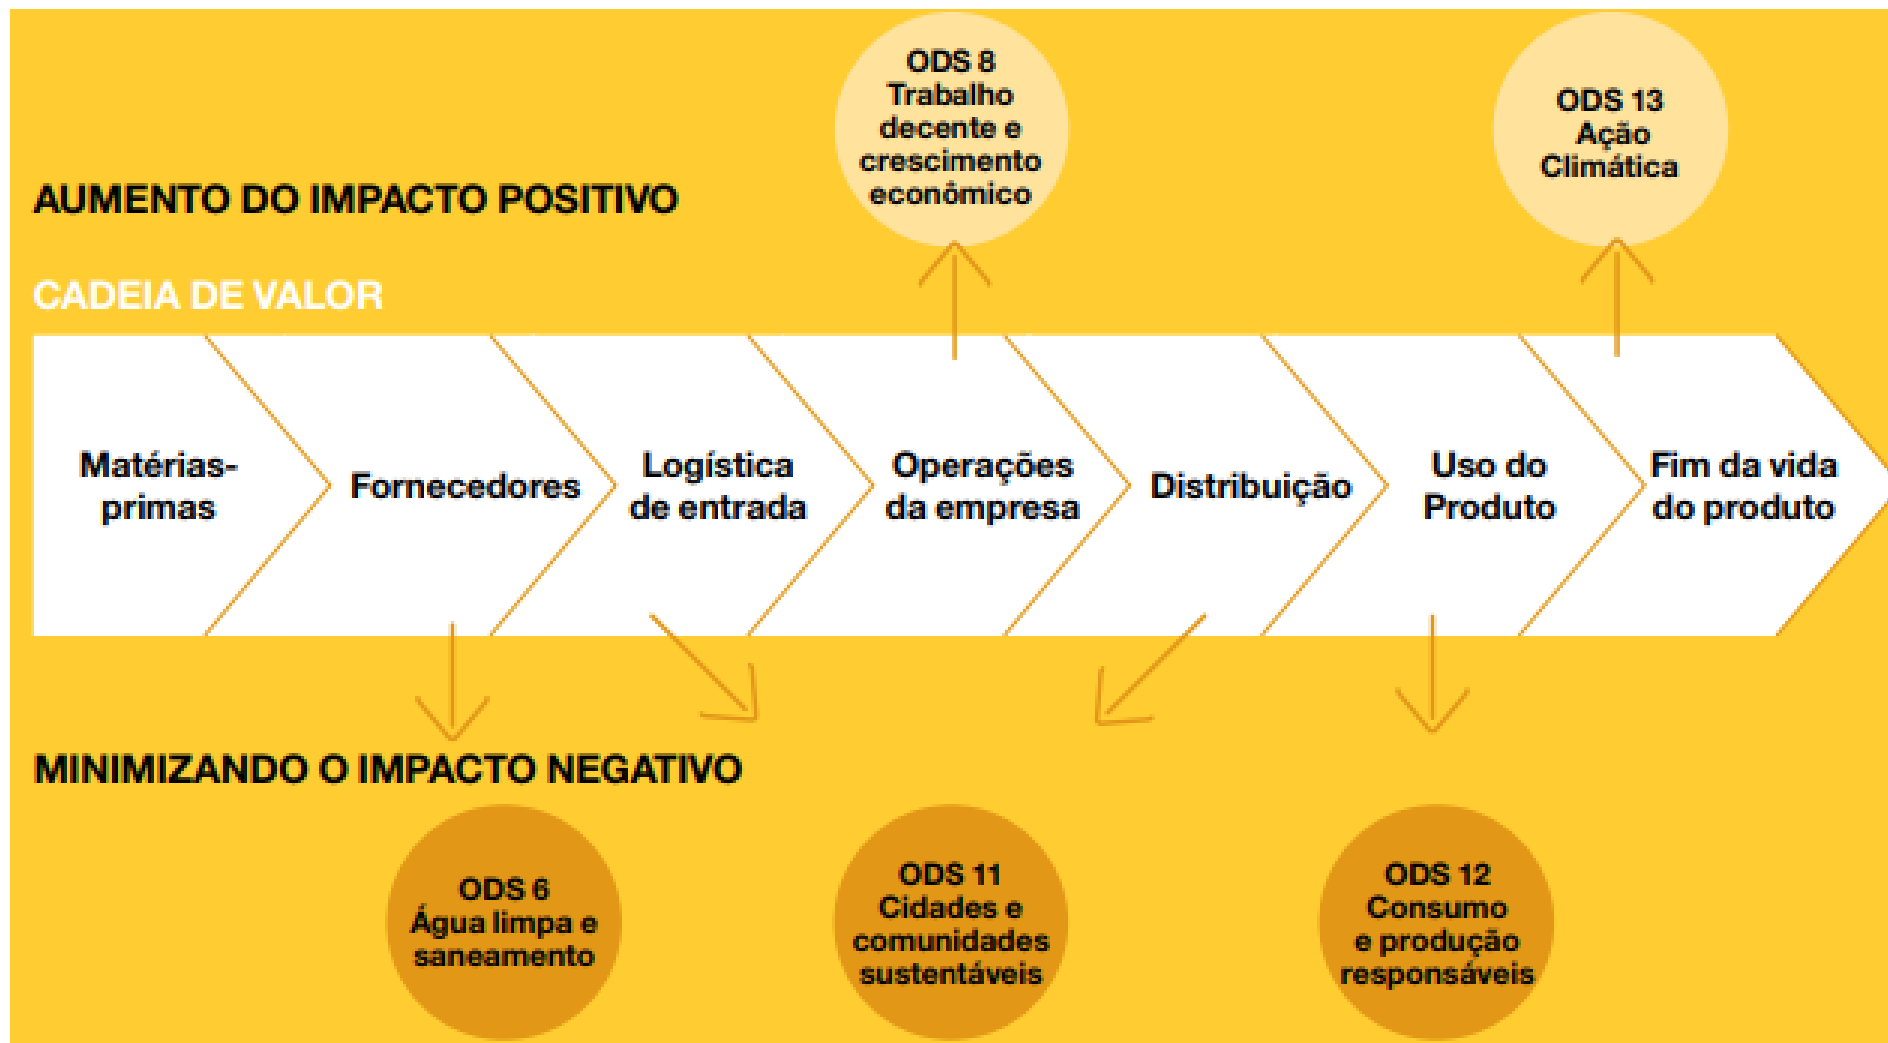 ODS 8
Trabalho
decente e
crescimento
econômico
ODS 13
Ação
Climática
AUMENTO DO IMPACTO POSITIVO
CADEIA DE VALOR
Matérias-
primas
Fornecedores
Logística
de entrada
Operações
da empresa
Distribuição
Uso do
Produto
Fim da vida
do produto
MINIMIZANDO O IMPACTO NEGATIVO
ODS 6
Água limpa e
saneamento
ODS 11
Cidades e
comunidades
sustentáveis
ODS 12
Consumo
e produção
responsáveis